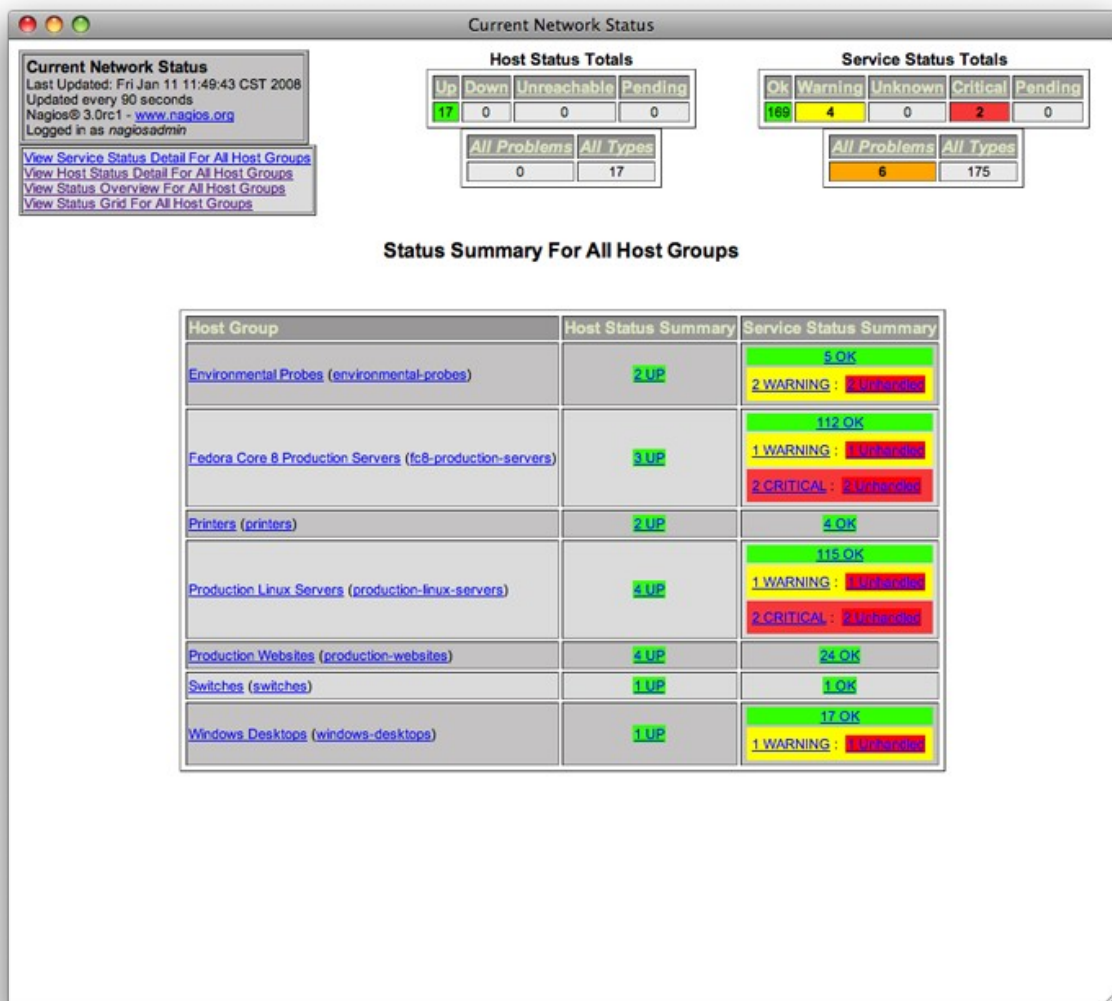 Current Network Status
Current Network Status
Last Updated: Fri Jan 11 11:49:43 CST 2008
Updated every 90 seconds
Nagios® 3.0rc1 - www.nagios.org
Logged in as nagiosadmin
View Service Status Detail For All Host Groups
View Host Status Detail For All Host Groups
View Status Overview For All Host Groups
View Status Grid For All Host Groups
Host Status Totals
Up Down Unreachable Pending
17 0 0 0
All Problems All Types
0 17
Service Status Totals
Ok Warning Unknown Critical Pending
169 4 0 2 0
All Problems All Types
6 175
Status Summary For All Host Groups
Host Group Host Status Summary Service Status Summary
Environmental Probes (environmental-probes) 2 UP 5 OK
2 WARNING : 2 Unhandled
Fedora Core 8 Production Servers (fc8-production-servers) 3 UP 112 OK
1 WARNING : 1 Unhandled
2 CRITICAL : 2 Unhandled
Printers (printers) 2 UP 4 OK
Production Linux Servers (production-linux-servers) 4 UP 115 OK
1 WARNING : 1 Unhandled
2 CRITICAL : 2 Unhandled
Production Websites (production-websites) 4 UP 24 OK
Switches (switches) 1 UP 1 OK
Windows Desktops (windows-desktops) 1 UP 17 OK
1 WARNING : 1 Unhandled